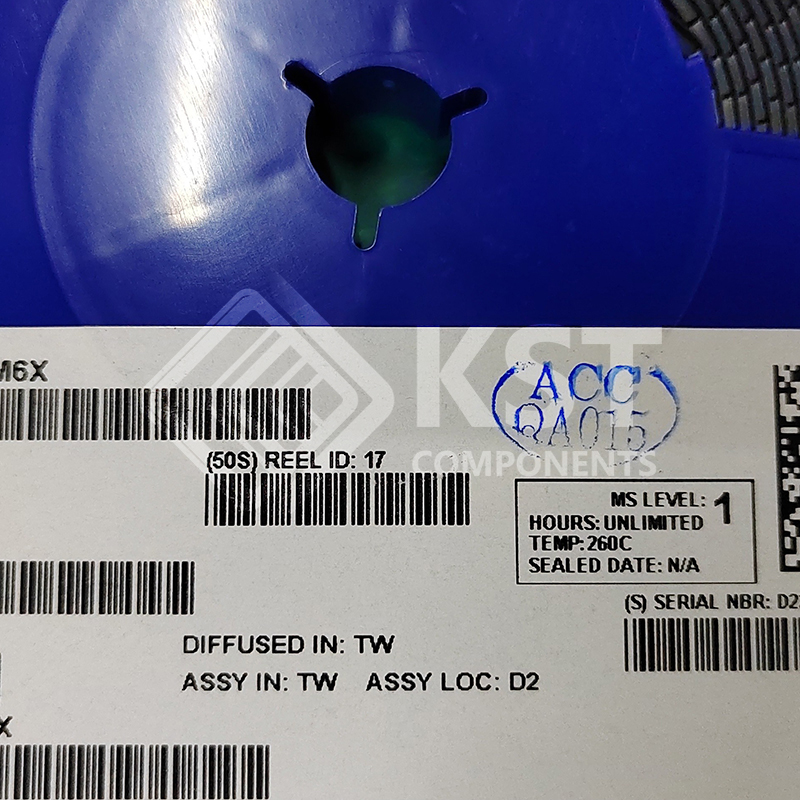 KST
COMPONENTS
M6X
ACC
QA015
(50S) REEL ID: 17
MS LEVEL: 1
HOURS: UNLIMITED
TEMP: 260C
SEALED DATE: N/A
(S) SERIAL NBR: D2
DIFFUSED IN: TW
ASSY IN: TW ASSY LOC: D2
X